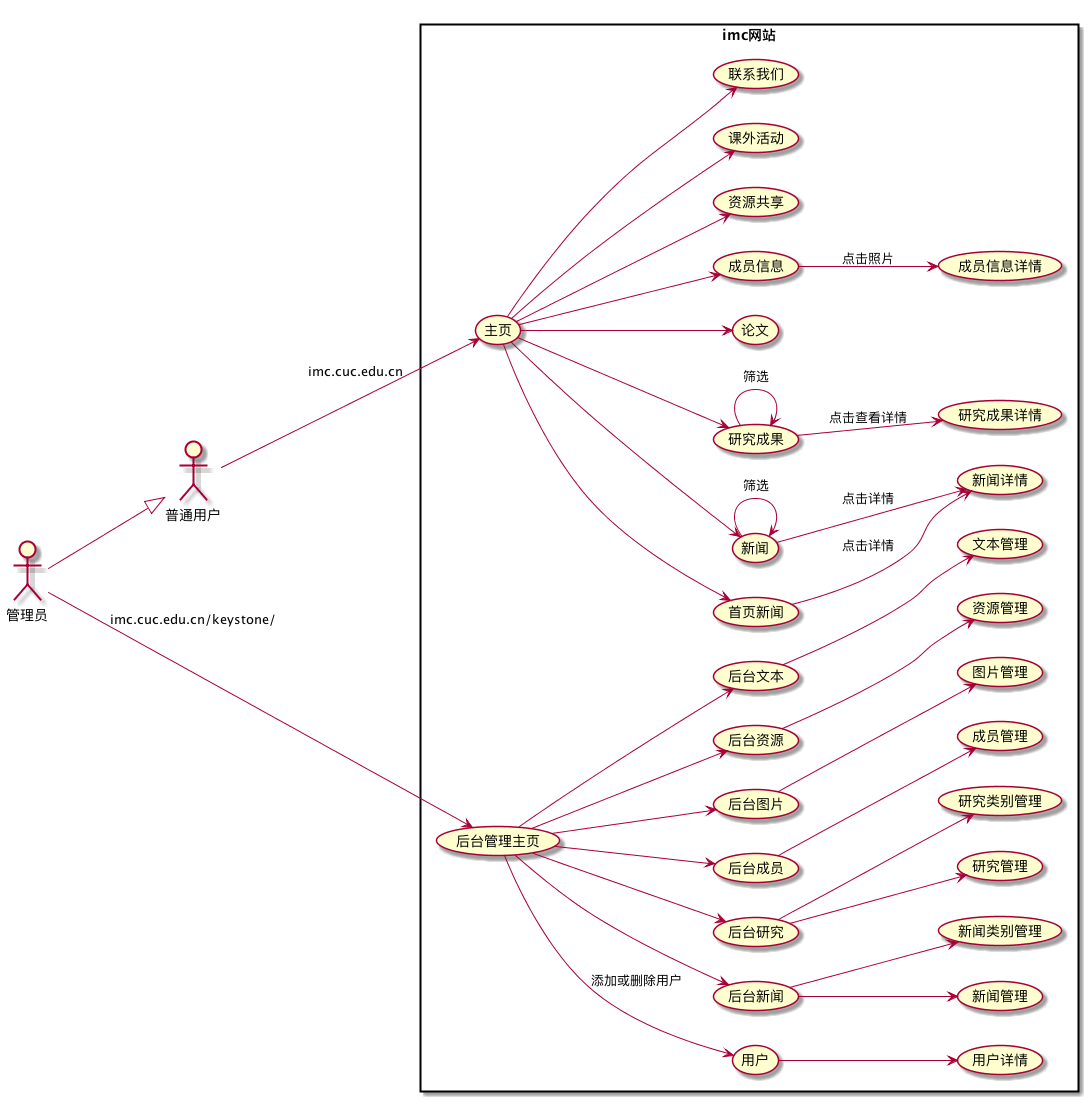 imc网站
联系我们
课外活动
资源共享
成员信息
点击照片
成员信息详情
主页
论文
imc.cuc.edu.cn
筛选
研究成果
点击查看详情
研究成果详情
普通用户
筛选
新闻
点击详情
新闻详情
点击详情
文本管理
管理员
首页新闻
资源管理
imc.cuc.edu.cn/keystone/
后台文本
图片管理
后台资源
成员管理
后台图片
研究类别管理
后台管理主页
后台成员
研究管理
后台研究
新闻类别管理
添加或删除用户
后台新闻
新闻管理
用户
用户详情